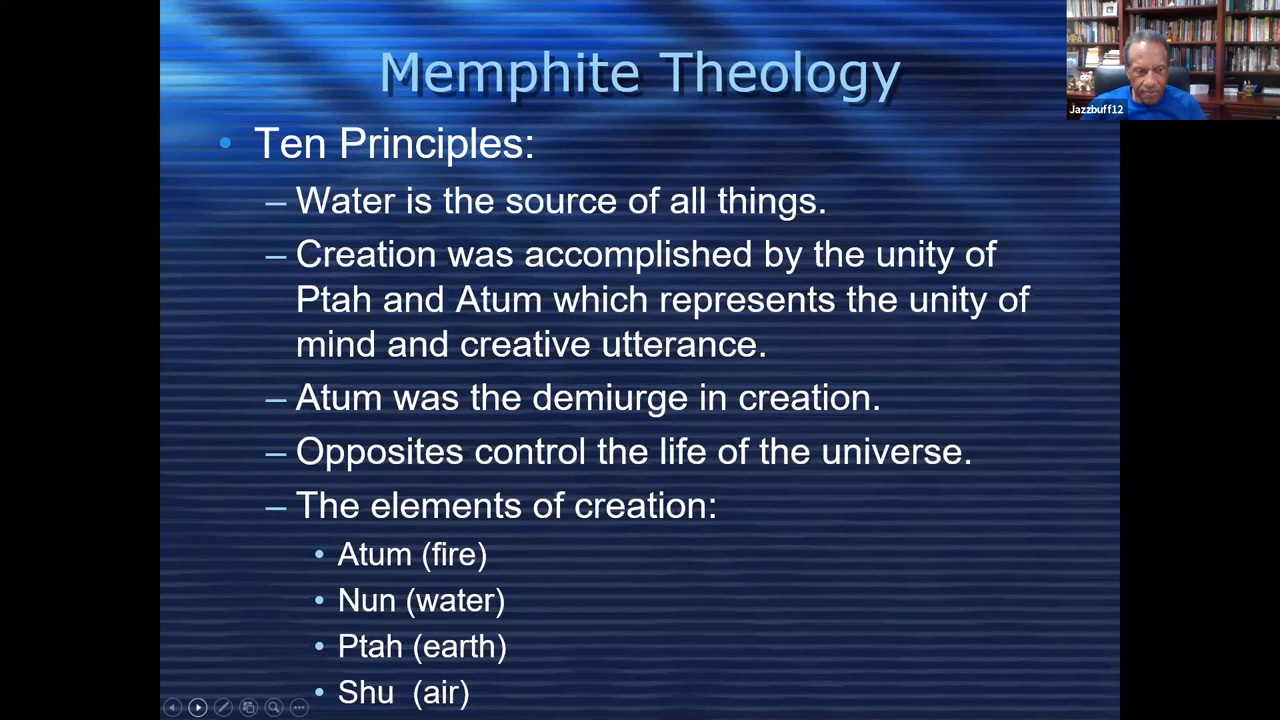 Memphite Theology
Jazzbuff12
• Ten Principles:
– Water is the source of all things.
– Creation was accomplished by the unity of
Ptah and Atum which represents the unity of
mind and creative utterance.
– Atum was the demiurge in creation.
– Opposites control the life of the universe.
– The elements of creation:
• Atum (fire)
• Nun (water)
• Ptah (earth)
• Shu  (air)